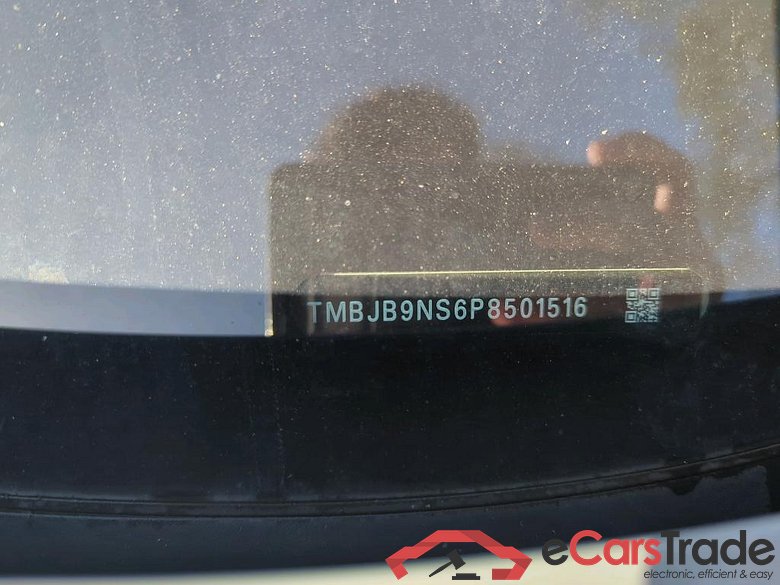 TMBJB9NS6P8501516
eCarsTrade
electronic, efficient & easy